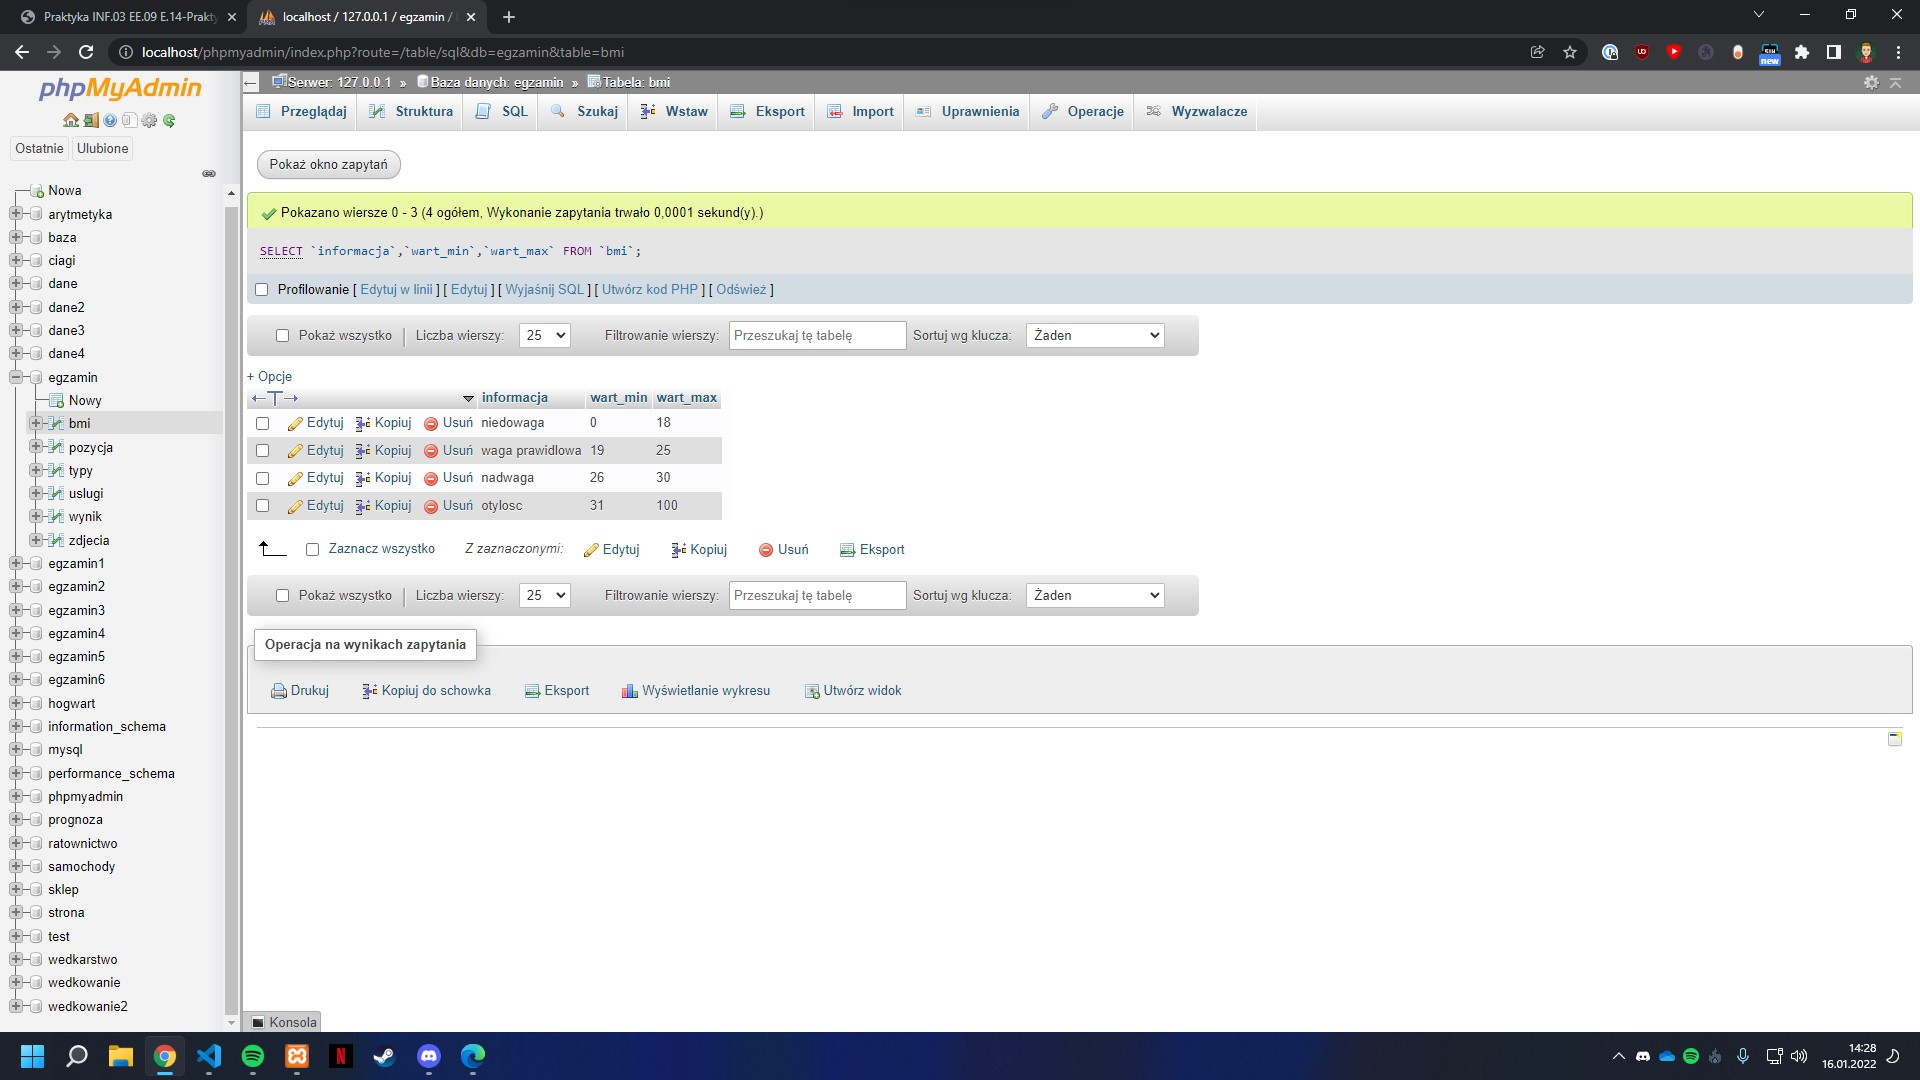 Praktyka INF.03 EE.09 E.14-Prakty
localhost / 127.0.0.1 / egzamin /
localhost/phpmyadmin/index.php?route=/table/sql&db=egzamin&table=bmi
new
phpMyAdmin
Ostatnie Ulubione
Nowa
arytmetyka
baza
ciagi
dane
dane2
dane3
dane4
egzamin
Nowy
bmi
pozycja
typy
uslugi
wynik
zdjecia
egzamin1
egzamin2
egzamin3
egzamin4
egzamin5
egzamin6
hogwart
information_schema
mysql
performance_schema
phpmyadmin
prognoza
ratownictwo
samochody
sklep
strona
test
wedkarstwo
wedkowanie
wedkowanie2
Serwer: 127.0.0.1 » Baza danych: egzamin » Tabela: bmi
Przeglądaj Struktura SQL Szukaj Wstaw Eksport Import Uprawnienia Operacje Wyzwalacze
Pokaż okno zapytań
Pokazano wiersze 0 - 3 (4 ogółem, Wykonanie zapytania trwało 0,0001 sekund(y).)
SELECT `informacja`,`wart_min`,`wart_max` FROM `bmi`;
Profilowanie [ Edytuj w linii ] [ Edytuj ] [ Wyjaśnij SQL ] [ Utwórz kod PHP ] [ Odśwież ]
Pokaż wszystko | Liczba wierszy: 25 Filtrowanie wierszy: Przeszukaj tę tabelę Sortuj wg klucza: Żaden
+ Opcje
←T→ informacja wart_min wart_max
Edytuj Kopiuj Usuń niedowaga 0 18
Edytuj Kopiuj Usuń waga prawidlowa 19 25
Edytuj Kopiuj Usuń nadwaga 26 30
Edytuj Kopiuj Usuń otylosc 31 100
Zaznacz wszystko Z zaznaczonymi: Edytuj Kopiuj Usuń Eksport
Pokaż wszystko | Liczba wierszy: 25 Filtrowanie wierszy: Przeszukaj tę tabelę Sortuj wg klucza: Żaden
Operacja na wynikach zapytania
Drukuj Kopiuj do schowka Eksport Wyświetlanie wykresu Utwórz widok
Konsola
14:28
16.01.2022